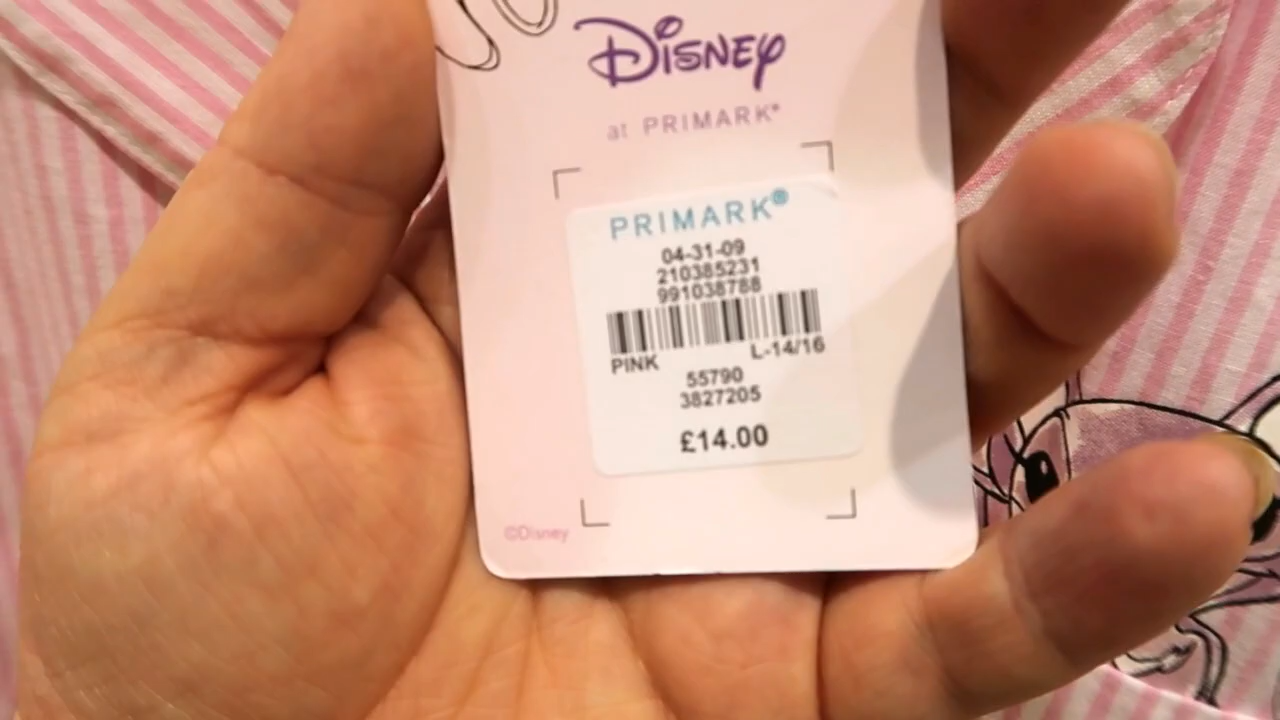 Disney
at PRIMARK®
PRIMARK®
04-31-09
210385231
991038788
PINK L-14/16
55790
3827205
£14.00
©Disney